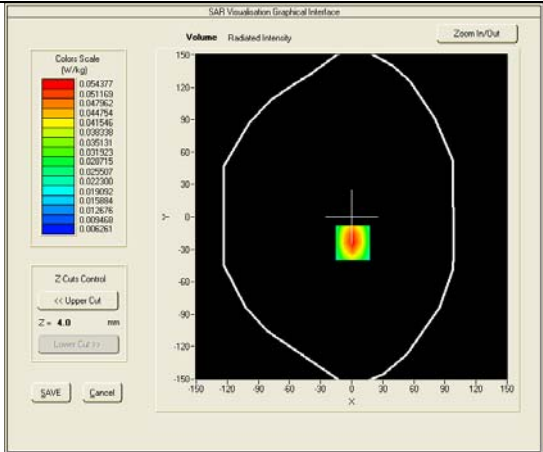 SAR Visualisation Graphical Interface
Volume Radiated Intensity
Zoom In/Out
Colors Scale
(W/kg)
0.054377
0.051169
0.047962
0.044754
0.041546
0.038338
0.035131
0.031923
0.028715
0.025507
0.022300
0.019092
0.015884
0.012676
0.009468
0.006261
Z Cuts Control
<< Upper Cut
Z = 4.0 mm
Lower Cut >>
SAVE
Cancel
150
120
90
60
30
0
-30
-60
-90
-120
-150
Y
-150 -120 -90 -60 -30 0 30 60 90 120 150
X